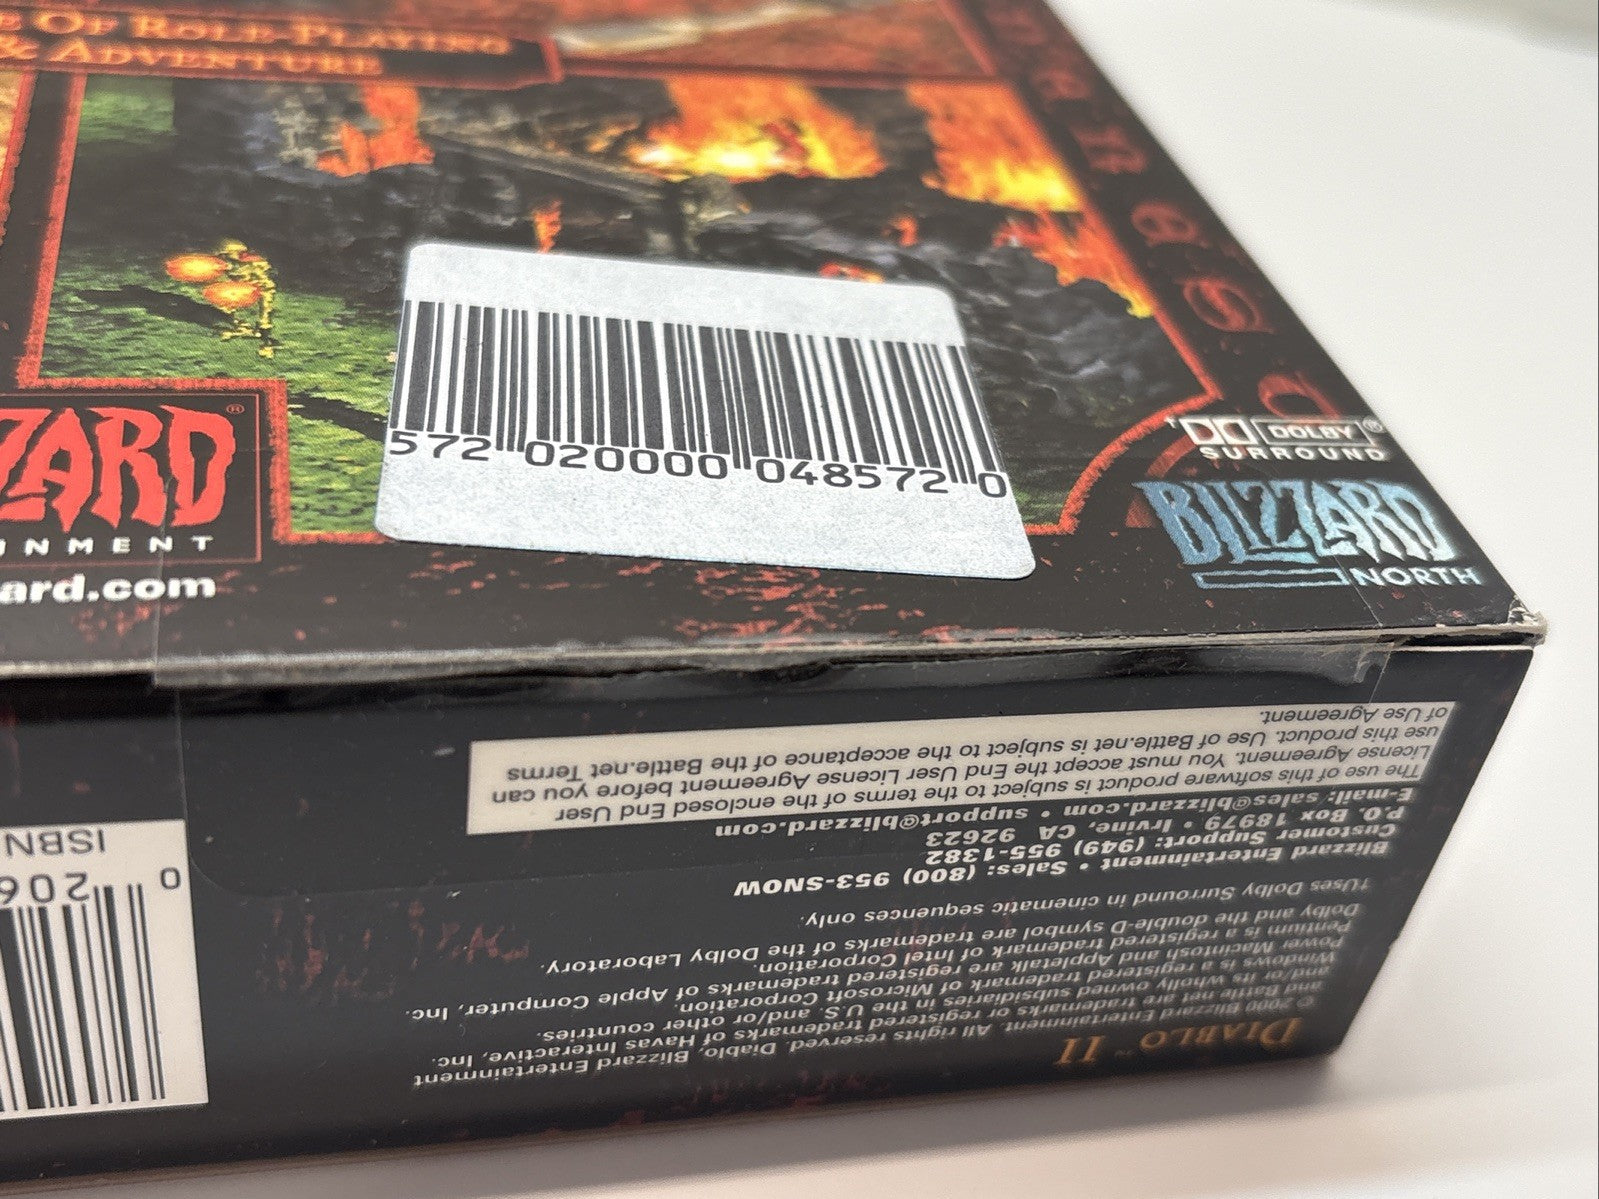 E OF ROLE-PLAYING
& ADVENTURE
ZARD®
NMENT
ard.com
572 020000 048572 0
DOLBY
SURROUND
BLIZZARD
NORTH
DIABLO™ II
© 2000 Blizzard Entertainment. All rights reserved. Diablo, Blizzard Entertainment
and Battle.net are trademarks or registered trademarks of Havas Interactive, Inc.
and/or its wholly owned subsidiaries in the U.S. and/or other countries.
Windows is a registered trademark of Microsoft Corporation.
Power Macintosh and Appletalk are registered trademarks of Apple Computer, Inc.
Pentium is a registered trademark of Intel Corporation.
Dolby and the double-D symbol are trademarks of the Dolby Laboratory.
†Uses Dolby Surround in cinematic sequences only.
Blizzard Entertainment • Sales: (800) 953-SNOW
Customer Support: (949) 955-1382
P.O. Box 18979 • Irvine, CA 92623
E-mail: sales@blizzard.com • support@blizzard.com
The use of this software product is subject to the terms of the enclosed End User
License Agreement. You must accept the End User License Agreement before you can
use this product. Use of Battle.net is subject to the acceptance of the Battle.net Terms
of Use Agreement.
ISBN
0 206